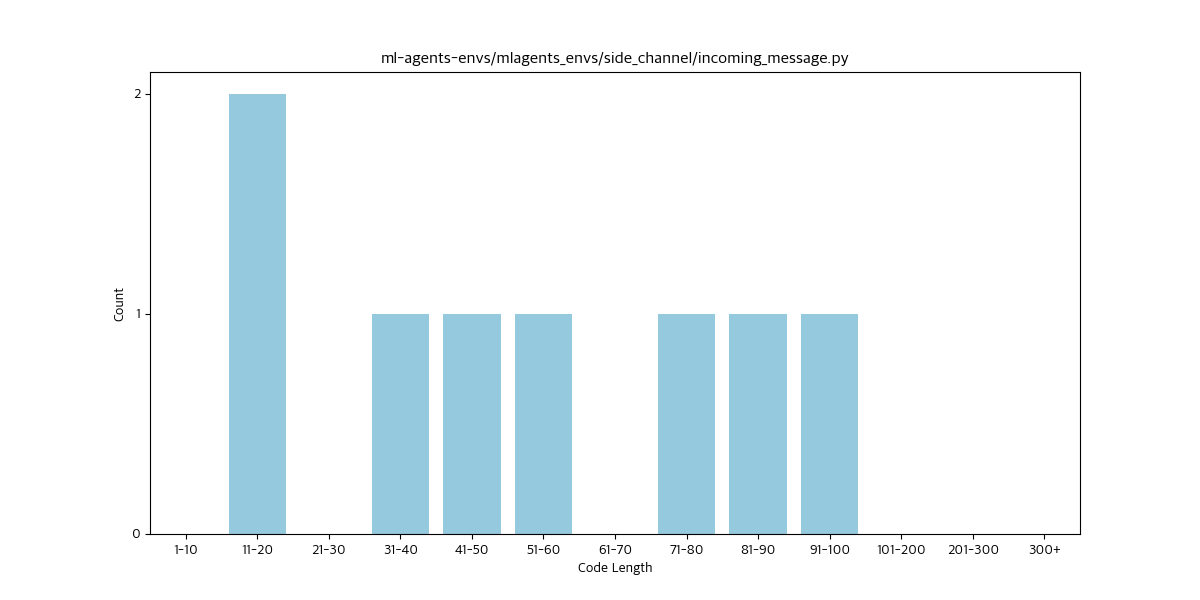 ml-agents-envs/mlagents_envs/side_channel/incoming_message.py
2
1
0
Count
1-10 11-20 21-30 31-40 41-50 51-60 61-70 71-80 81-90 91-100 101-200 201-300 300+
Code Length